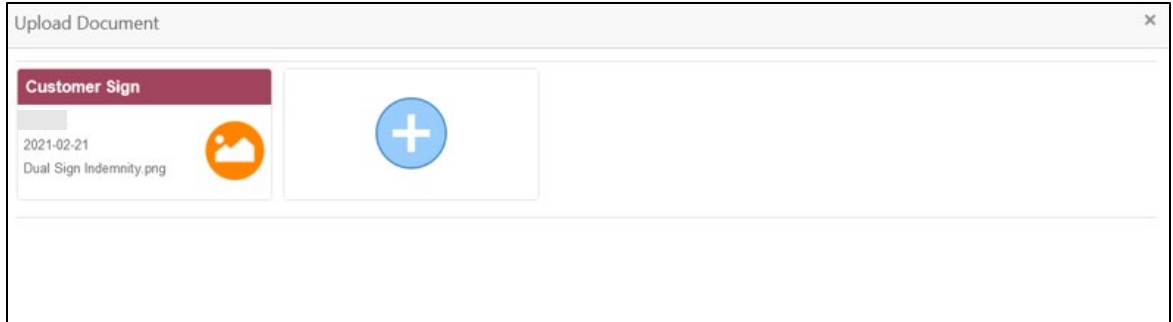 Upload Document
Customer Sign
2021-02-21
Dual Sign Indemnity.png